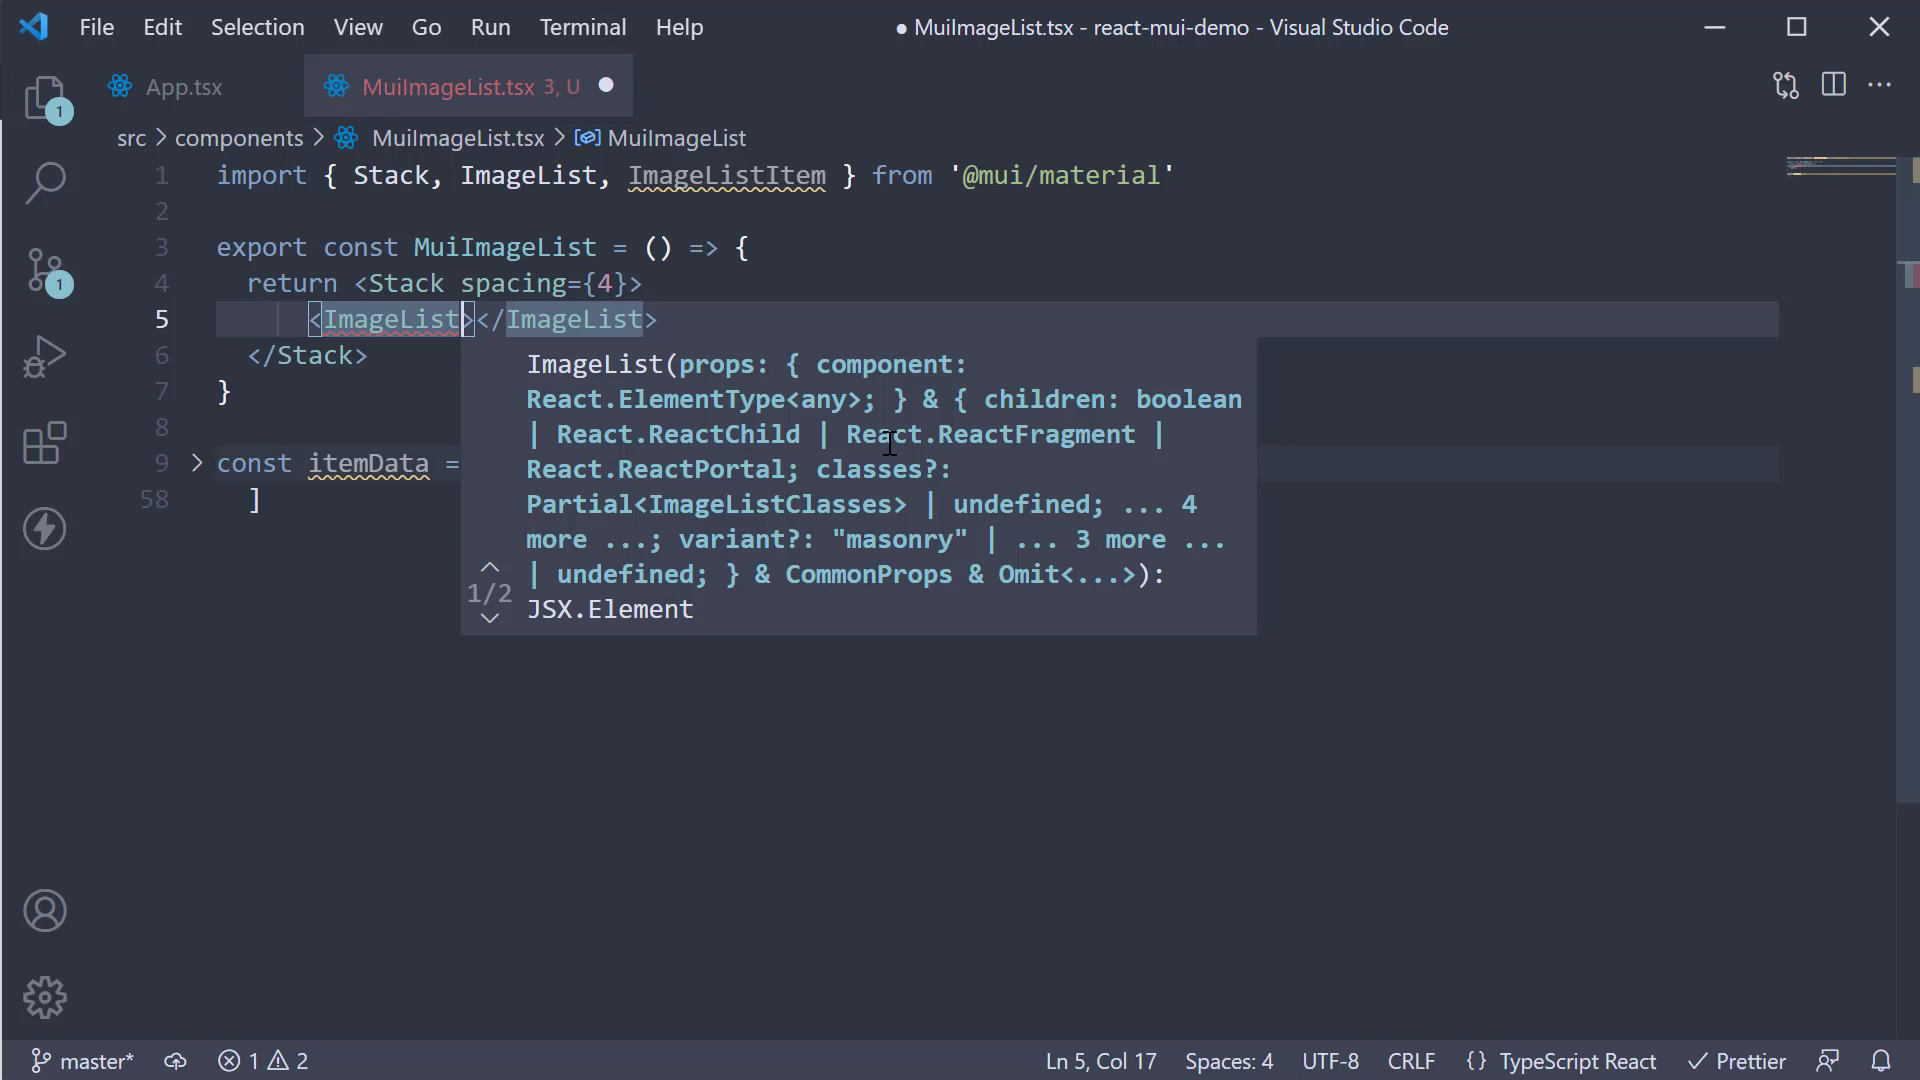 File Edit Selection View Go Run Terminal Help ● MuiImageList.tsx - react-mui-demo - Visual Studio Code
App.tsx MuiImageList.tsx 3, U
1
src > components > MuiImageList.tsx > MuiImageList
1 import { Stack, ImageList, ImageListItem } from '@mui/material'
2
3 export const MuiImageList = () => {
4 return <Stack spacing={4}>
1
5 <ImageList></ImageList>
6 </Stack>
7 }
8
9 const itemData =
58 ]
ImageList(props: { component:
React.ElementType<any>; } & { children: boolean
| React.ReactChild | React.ReactFragment |
React.ReactPortal; classes?:
Partial<ImageListClasses> | undefined; ... 4
more ...; variant?: "masonry" | ... 3 more ...
| undefined; } & CommonProps & Omit<...>):
JSX.Element
1/2
master* 1 2 Ln 5, Col 17 Spaces: 4 UTF-8 CRLF {} TypeScript React Prettier